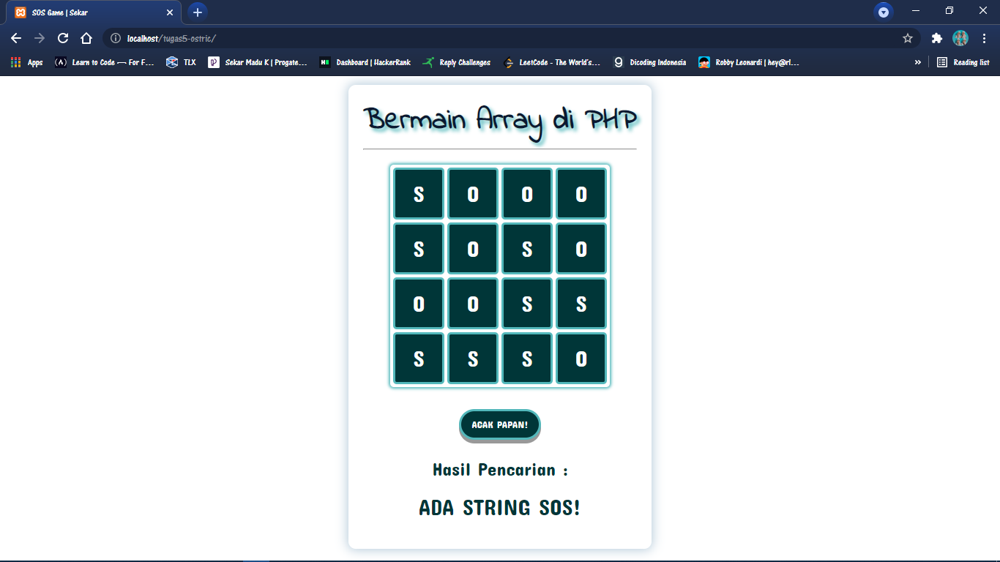 SOS Game | Sekar
localhost/tugas5-ostric/
Apps Learn to Code — For F... TLX Sekar Madu K | Progate... Dashboard | HackerRank Reply Challenges LeetCode - The World's... Dicoding Indonesia Robby Leonardi | hey@rl... » Reading list
Bermain Array di PHP
S O O O
S O S O
O O S S
S S S O
ACAK PAPAN!
Hasil Pencarian :
ADA STRING SOS!